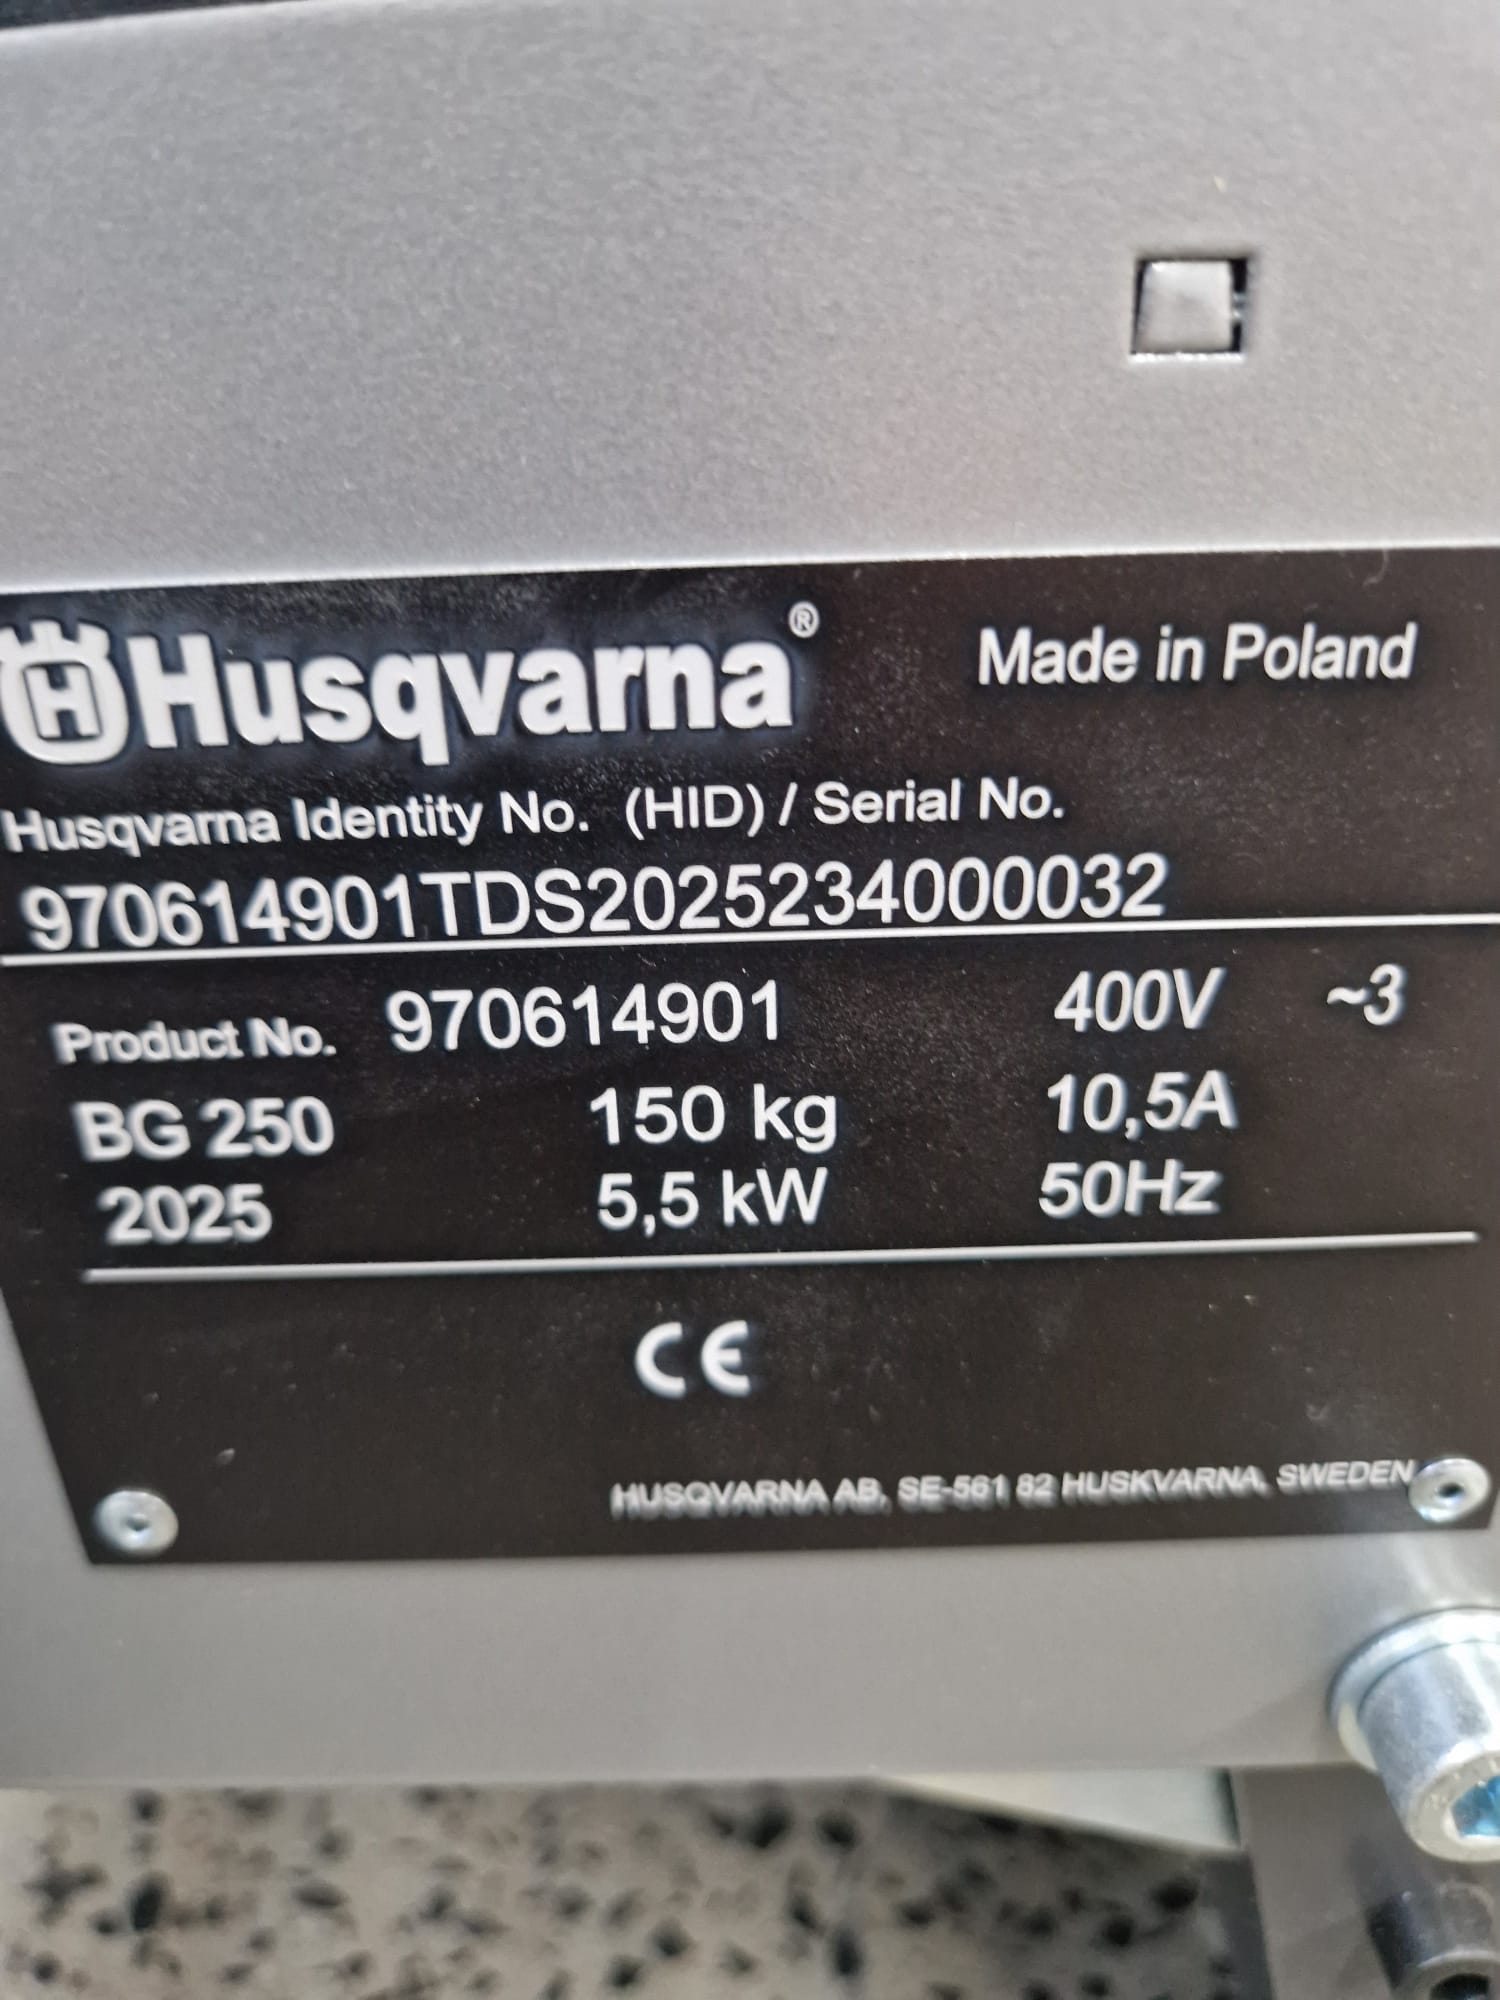 Husqvarna®
Made in Poland
Husqvarna Identity No. (HID) / Serial No.
970614901TDS2025234000032
Product No. 970614901 400V ~3
BG 250 150 kg 10,5A
2025 5,5 kW 50Hz
CE
HUSQVARNA AB, SE-561 82 HUSKVARNA, SWEDEN